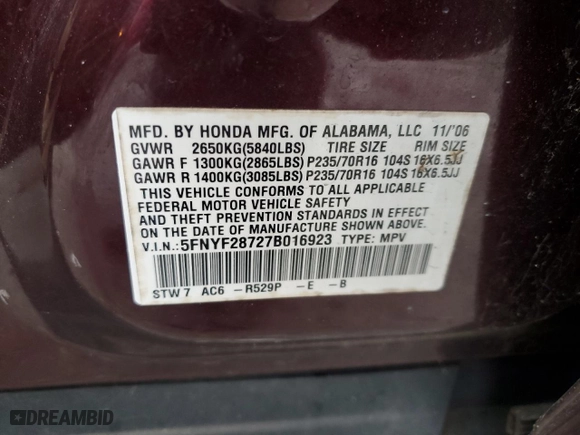 MFD. BY HONDA MFG. OF ALABAMA, LLC 11/'06
GVWR 2650KG(5840LBS) TIRE SIZE RIM SIZE
GAWR F 1300KG(2865LBS) P235/70R16 104S 16X6.5JJ
GAWR R 1400KG(3085LBS) P235/70R16 104S 16X6.5JJ
THIS VEHICLE CONFORMS TO ALL APPLICABLE
FEDERAL MOTOR VEHICLE SAFETY
AND THEFT PREVENTION STANDARDS IN EFFECT
ON THE DATE OF MANUFACTURE SHOWN ABOVE.
V.I.N.: 5FNYF28727B016923 TYPE: MPV
STW7 AC6 -R529P -E -B
DREAMBID